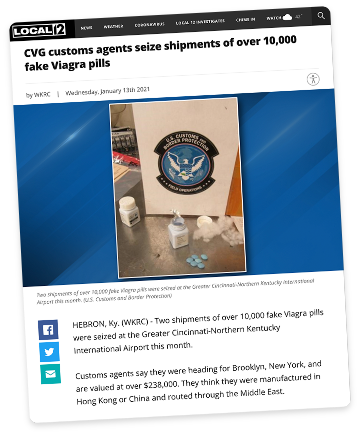 LOCAL 12
NEWS WEATHER CORONAVIRUS LOCAL 12 INVESTIGATES CHIME IN WATCH 42°
CVG customs agents seize shipments of over 10,000
fake Viagra pills
by WKRC | Wednesday, January 13th 2021
U.S. CUSTOMS AND
BORDER PROTECTION
FIELD OPERATIONS
Two shipments of over 10,000 fake Viagra pills were seized at the Greater Cincinnati-Northern Kentucky International
Airport this month. (U.S. Customs and Border Protection)
HEBRON, Ky. (WKRC) - Two shipments of over 10,000 fake Viagra pills
were seized at the Greater Cincinnati-Northern Kentucky
International Airport this month.
Customs agents say they were heading for Brooklyn, New York, and
are valued at over $238,000. They think they were manufactured in
Hong Kong or China and routed through the Middle East.